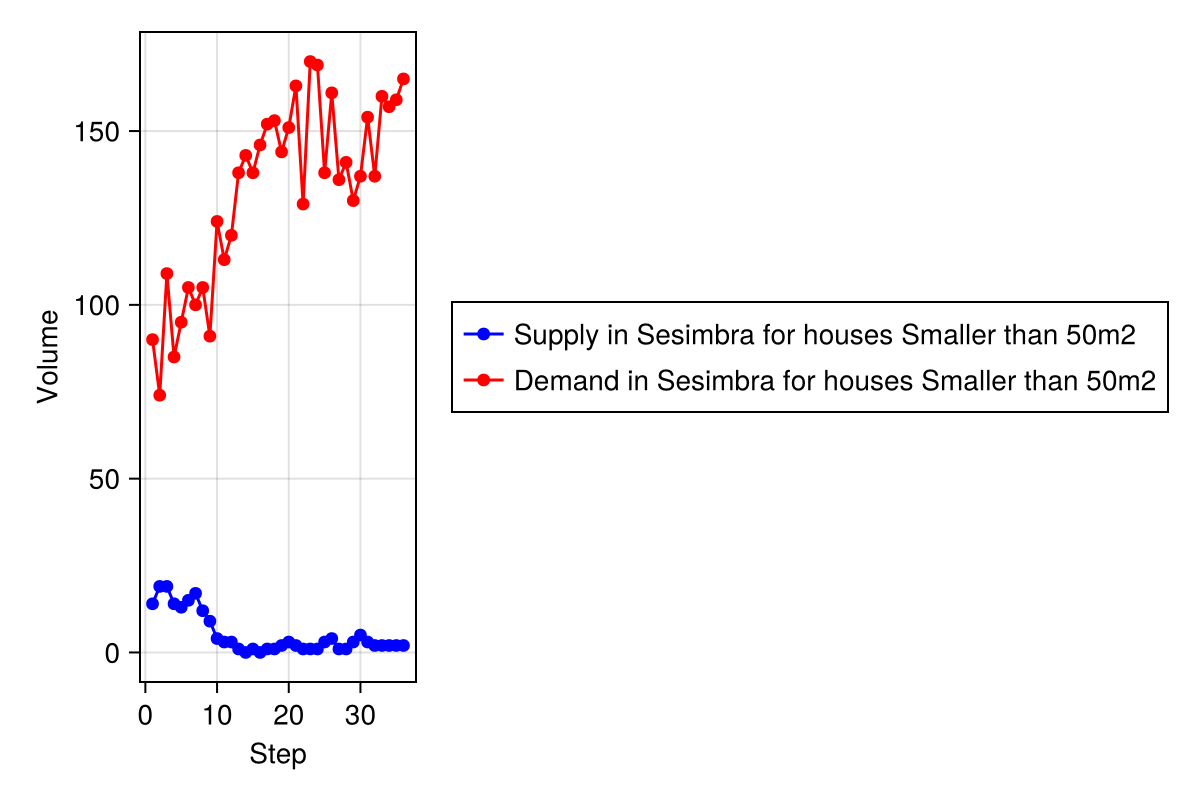 Volume
150
100
50
0
0 10 20 30
Step
Supply in Sesimbra for houses Smaller than 50m2
Demand in Sesimbra for houses Smaller than 50m2